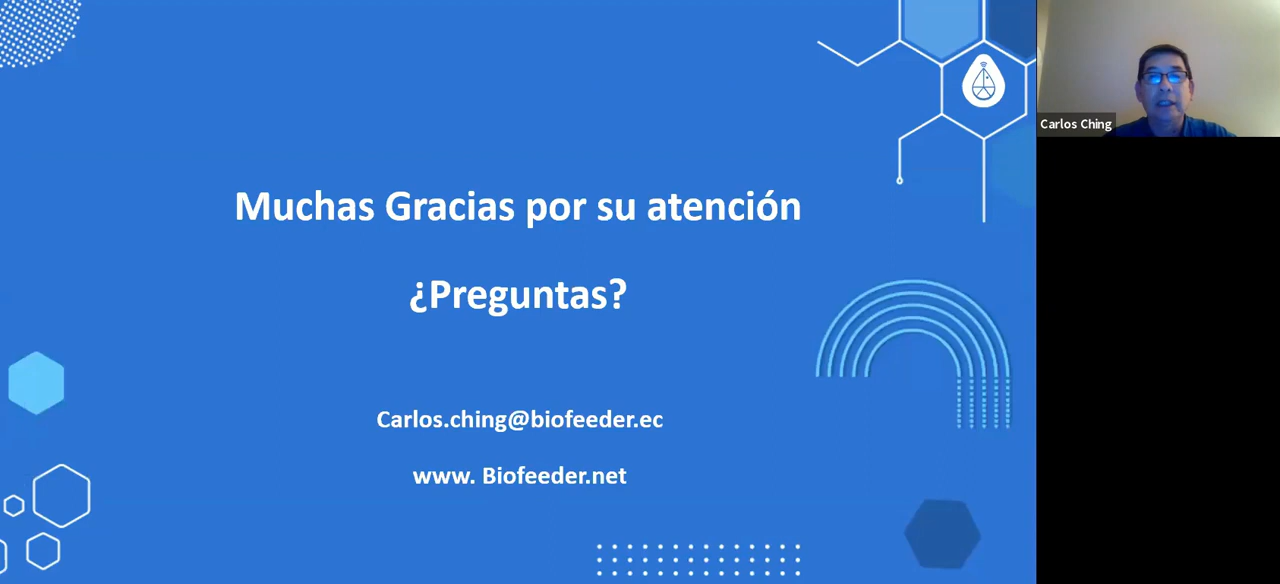 Muchas Gracias por su atención
¿Preguntas?
Carlos.ching@biofeeder.ec
www. Biofeeder.net
Carlos Ching